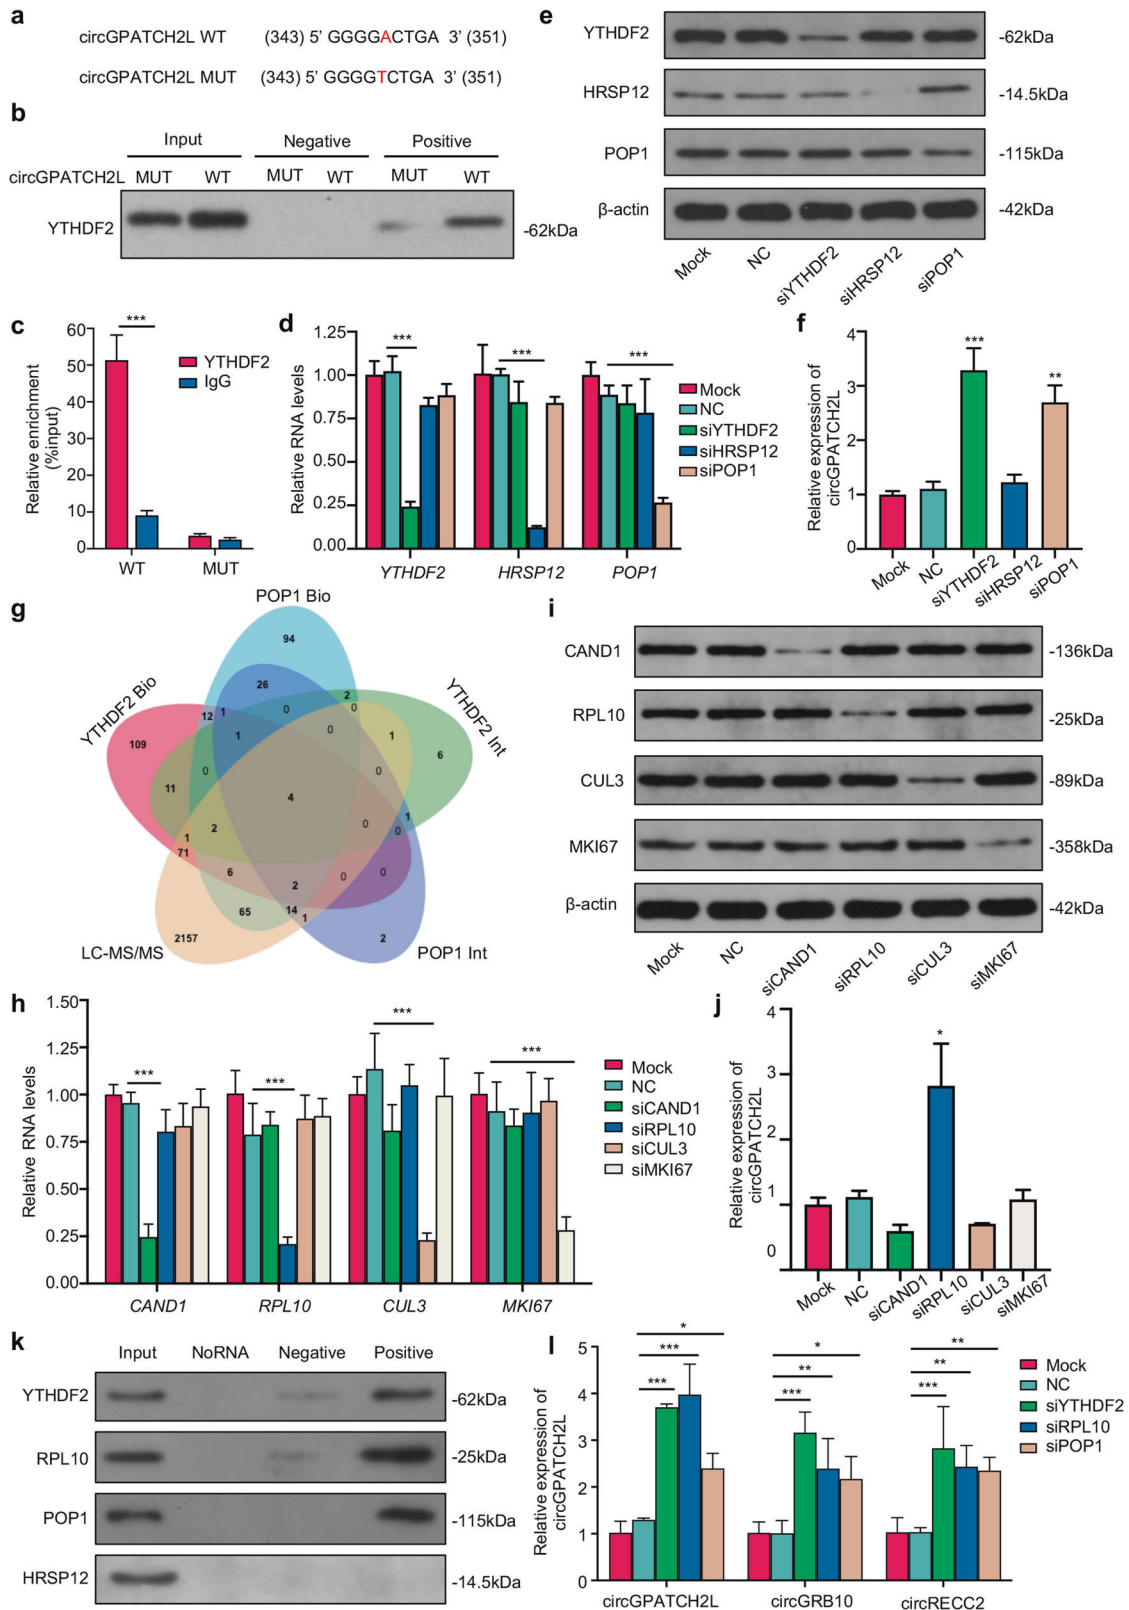 a
circGPATCH2L WT (343) 5’ GGGGACTGA 3’ (351)
circGPATCH2L MUT (343) 5’ GGGGTCTGA 3’ (351)
b
Input Negative Positive
circGPATCH2L MUT WT MUT WT MUT WT
YTHDF2 -62kDa
c
Relative enrichment
(%input)
60
50
40
30
20
10
0
***
YTHDF2
IgG
WT MUT
d
Relative RNA levels
1.25
1.00
0.75
0.50
0.25
0.00
*** *** ***
Mock
NC
siYTHDF2
siHRSP12
siPOP1
YTHDF2 HRSP12 POP1
e
YTHDF2 -62kDa
HRSP12 -14.5kDa
POP1 -115kDa
β-actin -42kDa
Mock NC siYTHDF2 siHRSP12 siPOP1
f
Relative expression of
circGPATCH2L
4
3
2
1
0
*** **
Mock NC siYTHDF2 siHRSP12 siPOP1
g
POP1 Bio
YTHDF2 Bio
YTHDF2 Int
LC-MS/MS
POP1 Int
94
26 2
12 1 0 0
109 1 0 1 6
0 0
11 4
1 2 0 0 1
71
6 2 0 0
65 14 1
2157 2
h
Relative RNA levels
1.50
1.25
1.00
0.75
0.50
0.25
0.00
*** *** *** ***
Mock
NC
siCAND1
siRPL10
siCUL3
siMKI67
CAND1 RPL10 CUL3 MKI67
i
CAND1 -136kDa
RPL10 -25kDa
CUL3 -89kDa
MKI67 -358kDa
β-actin -42kDa
Mock NC siCAND1 siRPL10 siCUL3 siMKI67
j
Relative expression of
circGPATCH2L
4
3
2
1
0
*
Mock NC siCAND1 siRPL10 siCUL3 siMKI67
k
Input NoRNA Negative Positive
YTHDF2 -62kDa
RPL10 -25kDa
POP1 -115kDa
HRSP12 -14.5kDa
l
Relative expression of
circGPATCH2L
5
4
3
2
1
0
* *** ***
* ** ***
** ** ***
Mock
NC
siYTHDF2
siRPL10
siPOP1
circGPATCH2L circGRB10 circRECC2